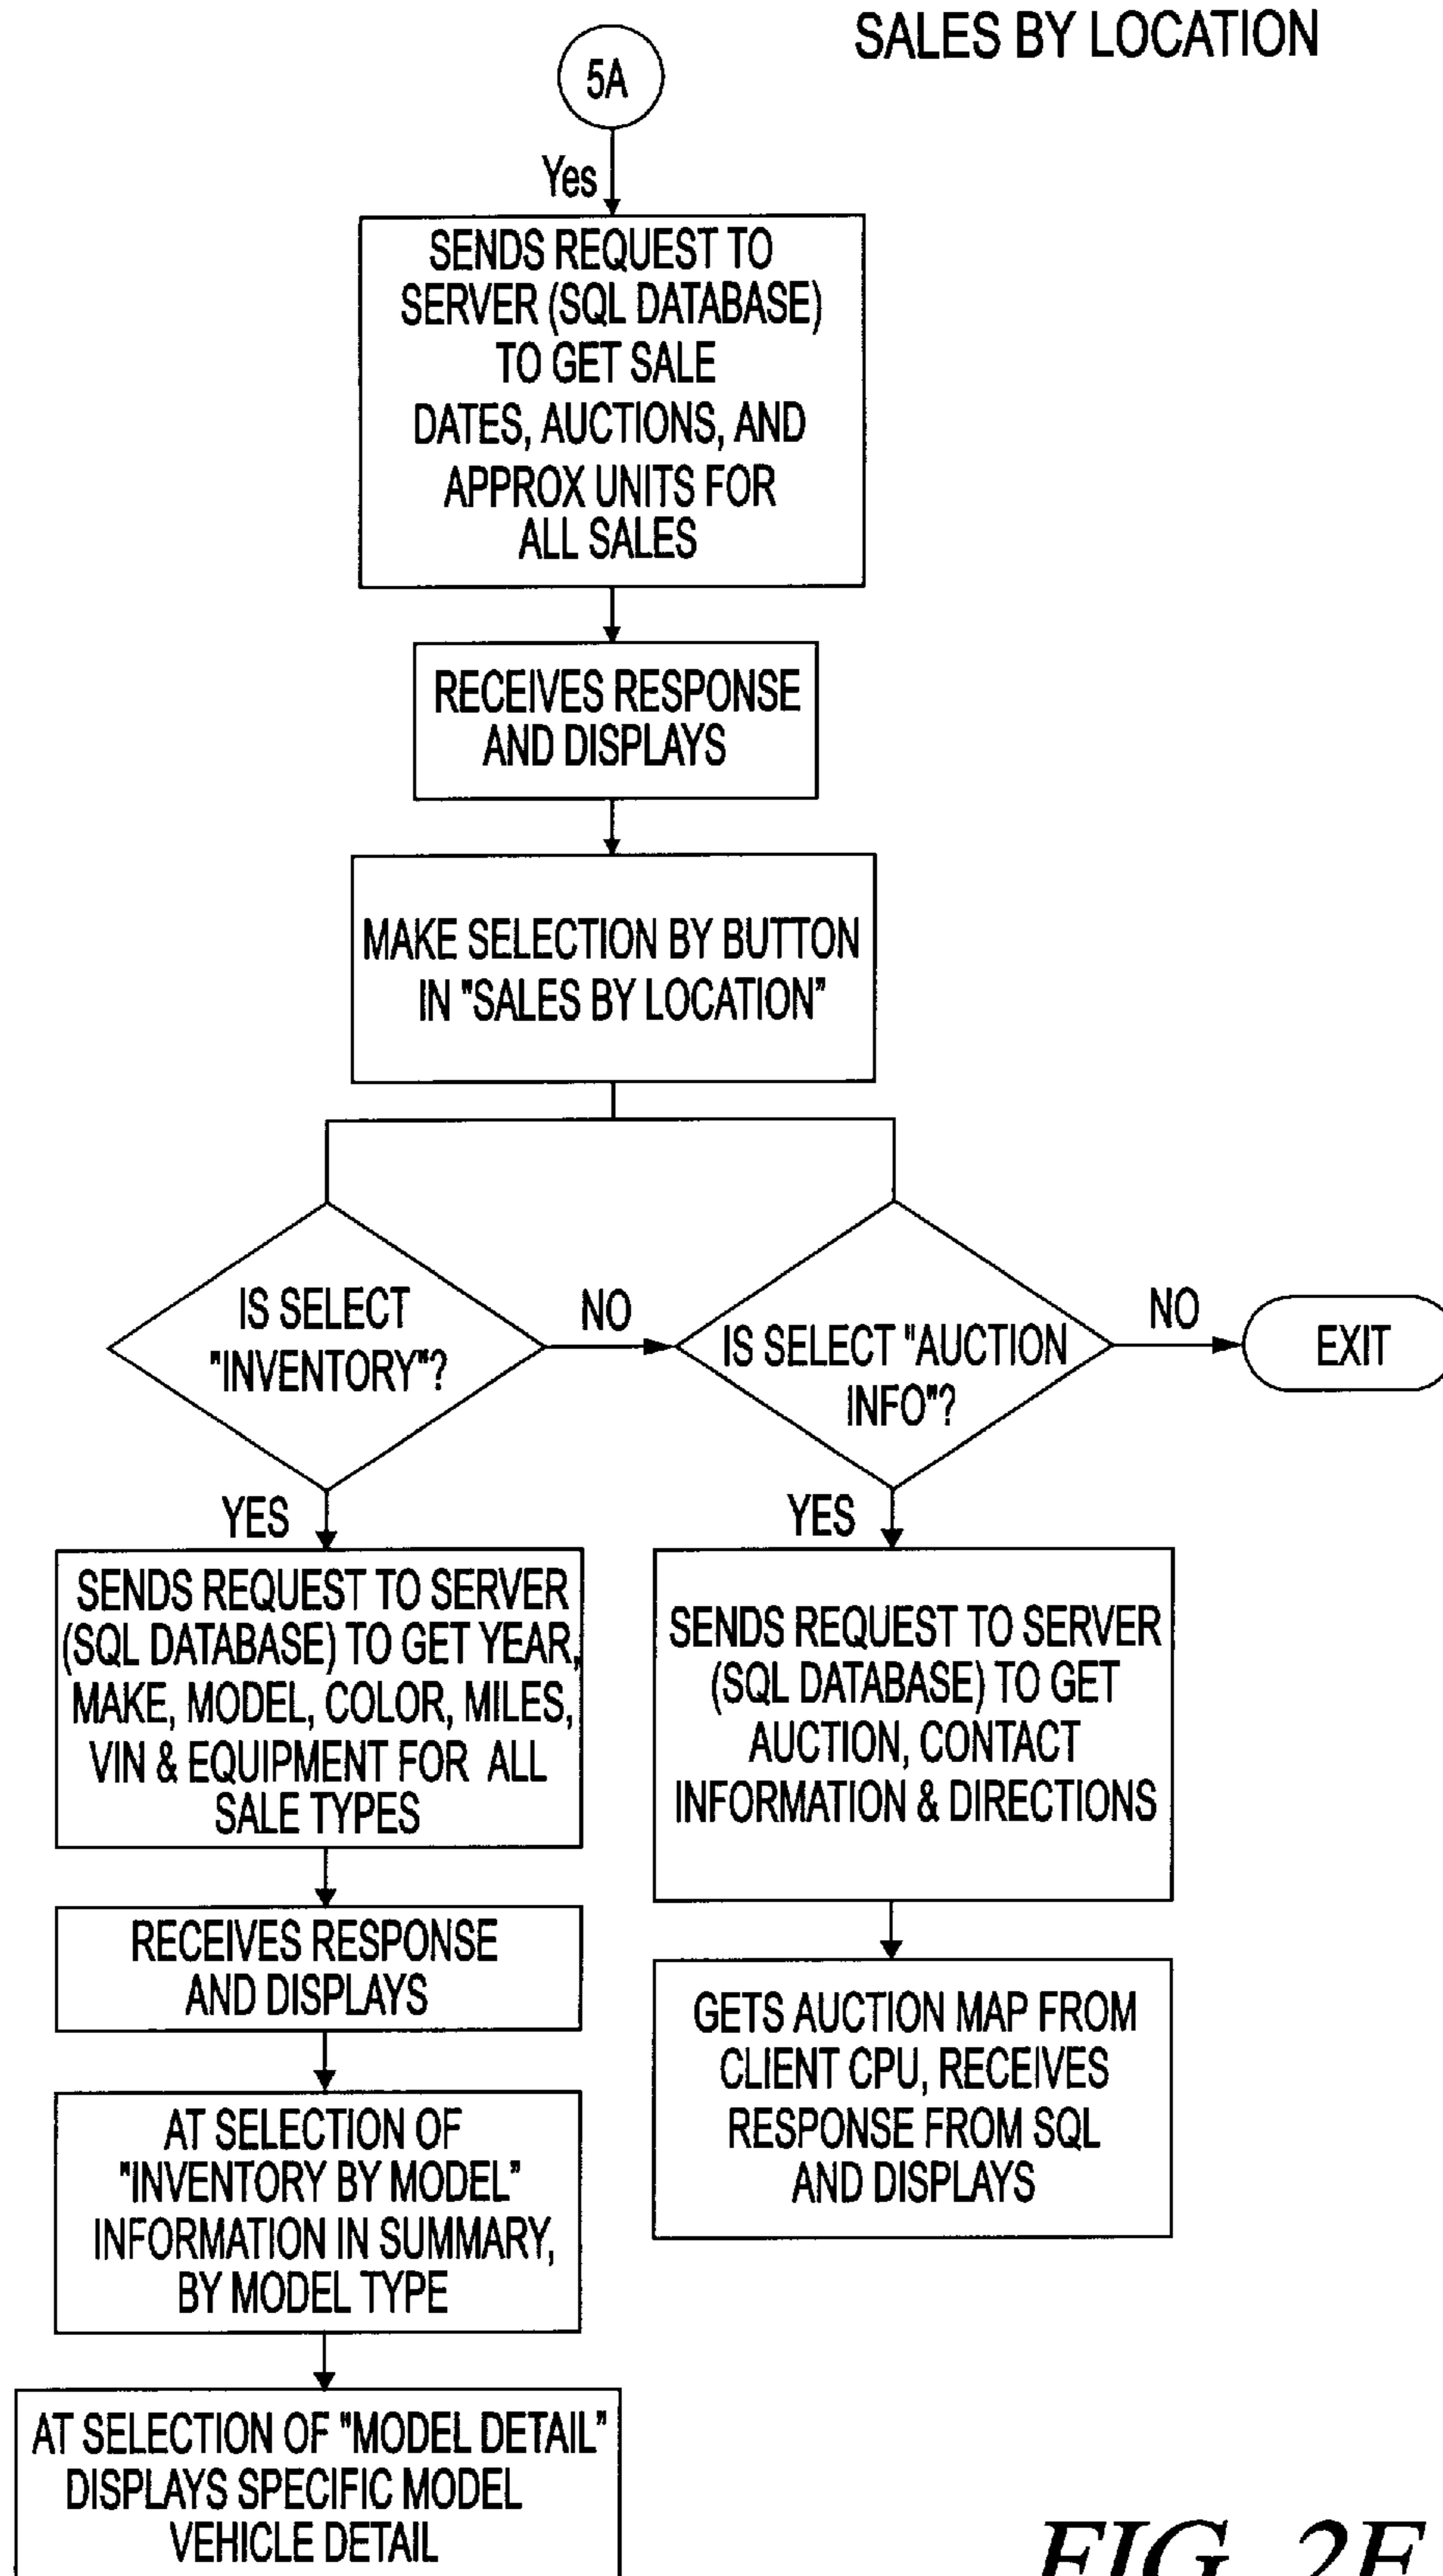 SALES BY LOCATION
5A
Yes
SENDS REQUEST TO
SERVER (SQL DATABASE)
TO GET SALE
DATES, AUCTIONS, AND
APPROX UNITS FOR
ALL SALES
RECEIVES RESPONSE
AND DISPLAYS
MAKE SELECTION BY BUTTON
IN "SALES BY LOCATION"
IS SELECT
"INVENTORY"?
NO
IS SELECT "AUCTION
INFO"?
NO
EXIT
YES
SENDS REQUEST TO SERVER
(SQL DATABASE) TO GET YEAR,
MAKE, MODEL, COLOR, MILES,
VIN & EQUIPMENT FOR ALL
SALE TYPES
RECEIVES RESPONSE
AND DISPLAYS
AT SELECTION OF
"INVENTORY BY MODEL"
INFORMATION IN SUMMARY,
BY MODEL TYPE
AT SELECTION OF "MODEL DETAIL"
DISPLAYS SPECIFIC MODEL
VEHICLE DETAIL
YES
SENDS REQUEST TO SERVER
(SQL DATABASE) TO GET
AUCTION, CONTACT
INFORMATION & DIRECTIONS
GETS AUCTION MAP FROM
CLIENT CPU, RECEIVES
RESPONSE FROM SQL
AND DISPLAYS
FIG.